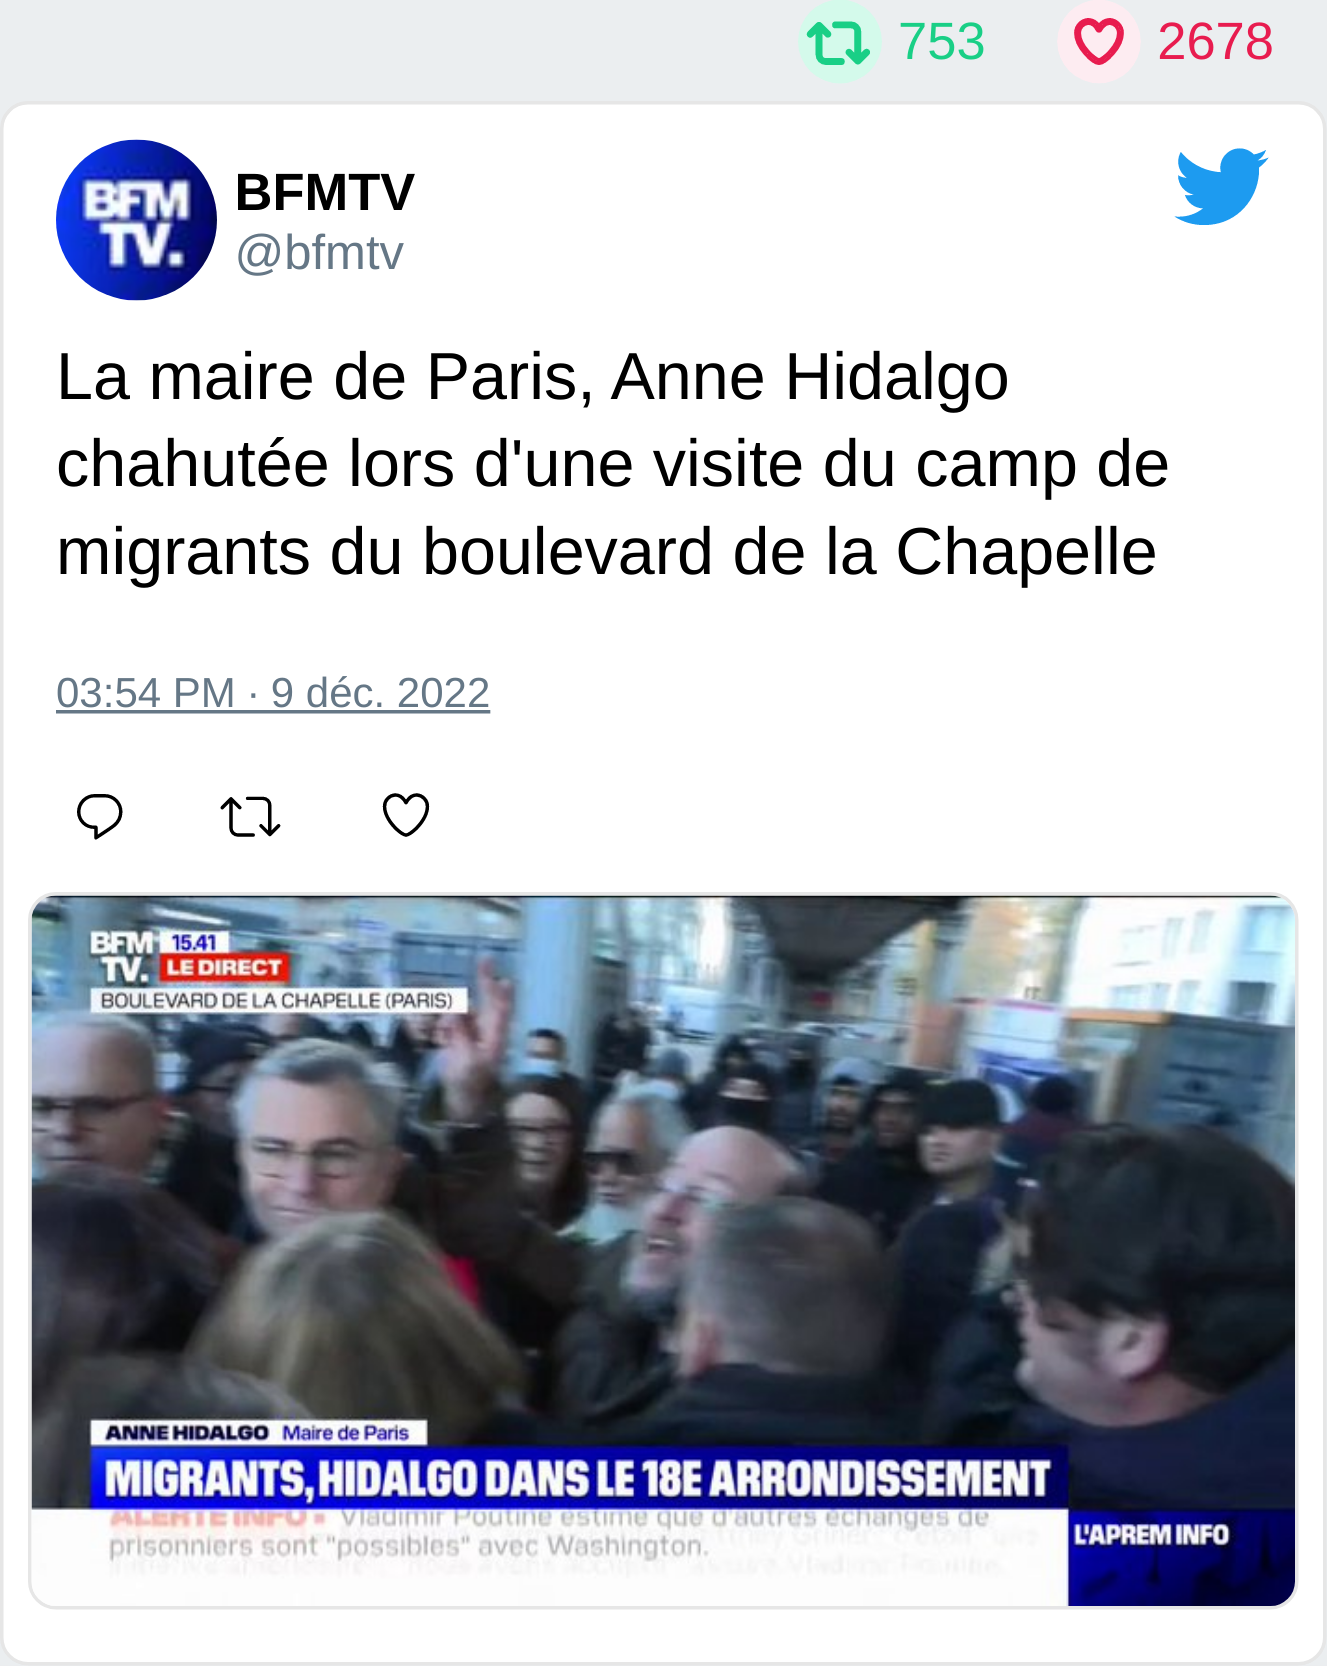 753 2678
BFM
TV.
BFMTV
@bfmtv
La maire de Paris, Anne Hidalgo
chahutée lors d'une visite du camp de
migrants du boulevard de la Chapelle
03:54 PM · 9 déc. 2022
BFM 15.41
TV. LE DIRECT
BOULEVARD DE LA CHAPELLE (PARIS)
ANNE HIDALGO Maire de Paris
MIGRANTS, HIDALGO DANS LE 18E ARRONDISSEMENT
ALERTE INFO • Vladimir Poutine estime que d'autres échanges de
prisonniers sont "possibles" avec Washington.
L'APREM INFO